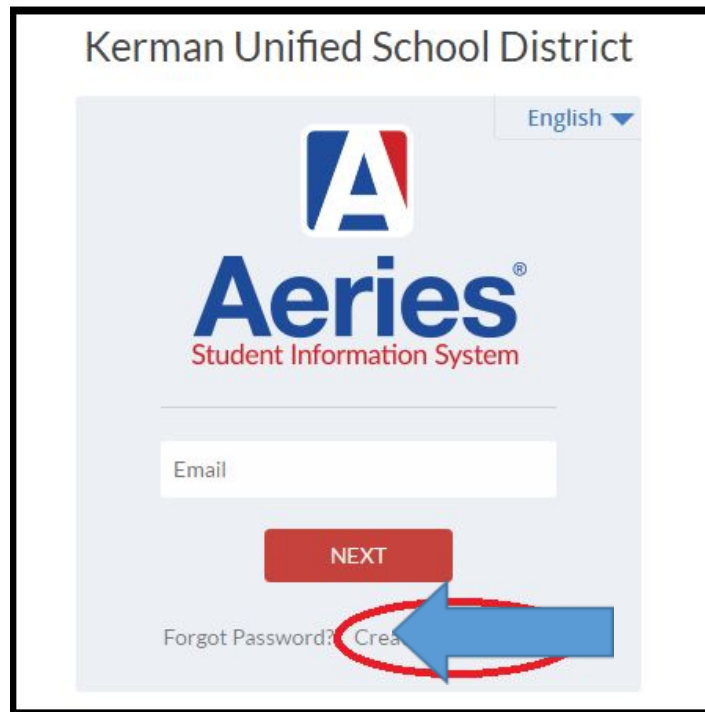 Kerman Unified School District
English
A
Aeries®
Student Information System
Email
NEXT
Forgot Password?